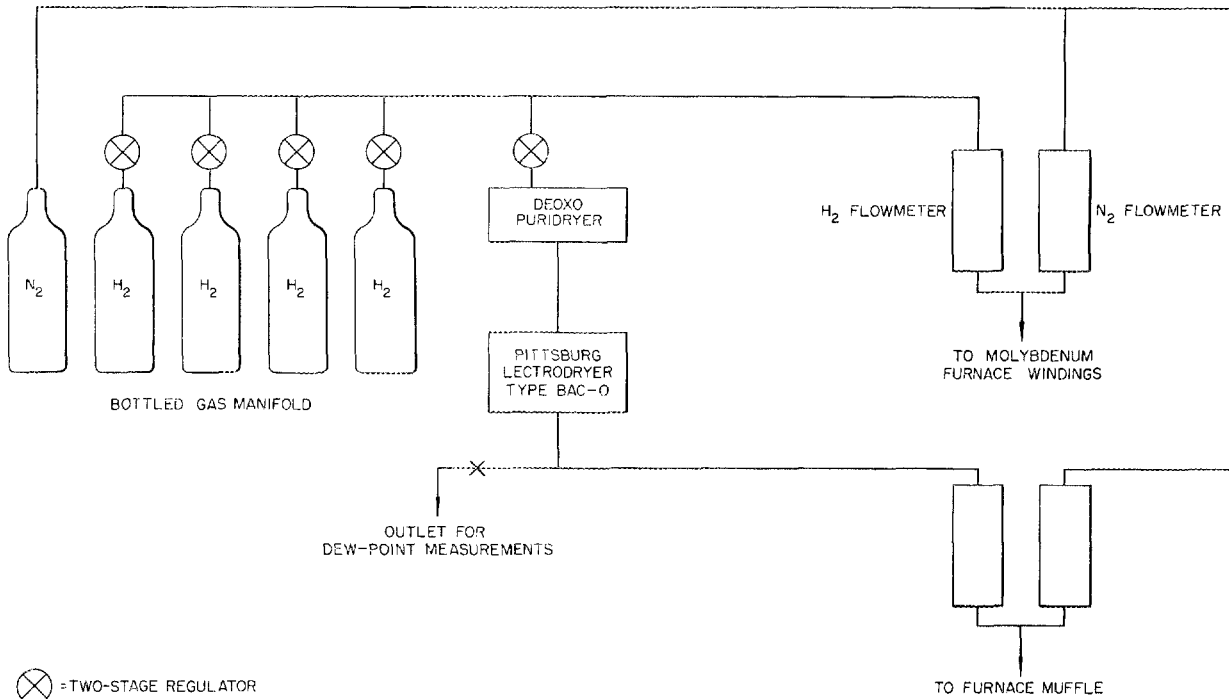 N2
H2
H2
H2
H2
BOTTLED GAS MANIFOLD
DEOXO
PURIDRYER
PITTSBURG
LECTRODRYER
TYPE BAC-O
H2 FLOWMETER
N2 FLOWMETER
TO MOLYBDENUM
FURNACE WINDINGS
OUTLET FOR
DEW-POINT MEASUREMENTS
=TWO-STAGE REGULATOR
TO FURNACE MUFFLE